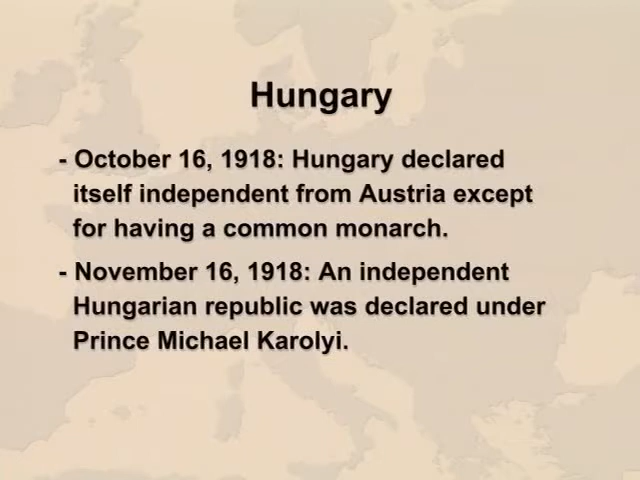 Hungary
- October 16, 1918: Hungary declared
itself independent from Austria except
for having a common monarch.
- November 16, 1918: An independent
Hungarian republic was declared under
Prince Michael Karolyi.